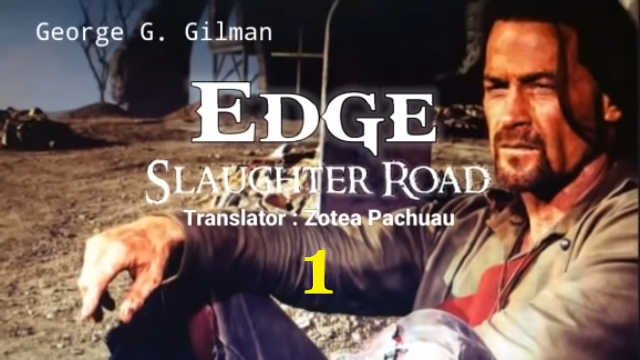 George G. Gilman
EDGE
SLAUGHTER ROAD
Translator : Zotea Pachuau
1